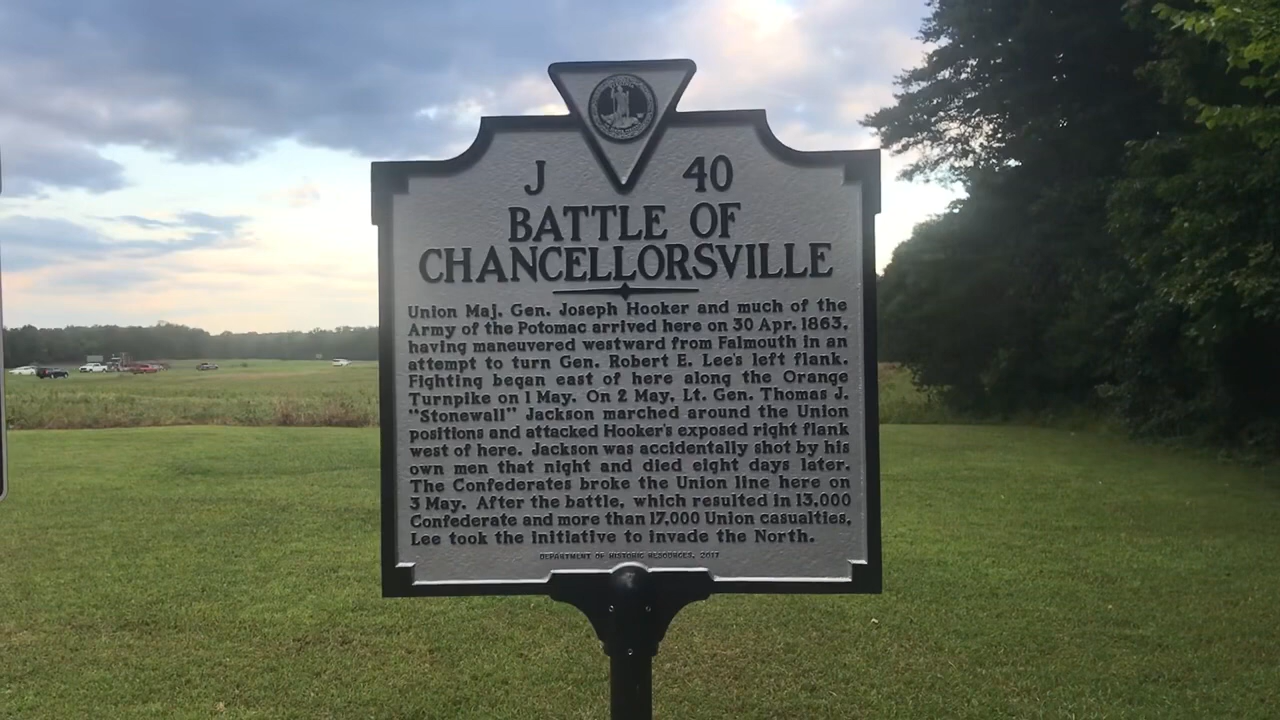 J 40
BATTLE OF
CHANCELLORSVILLE
Union Maj. Gen. Joseph Hooker and much of the
Army of the Potomac arrived here on 30 Apr. 1863,
having maneuvered westward from Falmouth in an
attempt to turn Gen. Robert E. Lee's left flank.
Fighting began east of here along the Orange
Turnpike on 1 May. On 2 May, Lt. Gen. Thomas J.
"Stonewall" Jackson marched around the Union
positions and attacked Hooker's exposed right flank
west of here. Jackson was accidentally shot by his
own men that night and died eight days later.
The Confederates broke the Union line here on
3 May. After the battle, which resulted in 13,000
Confederate and more than 17,000 Union casualties,
Lee took the initiative to invade the North.
DEPARTMENT OF HISTORIC RESOURCES, 2017